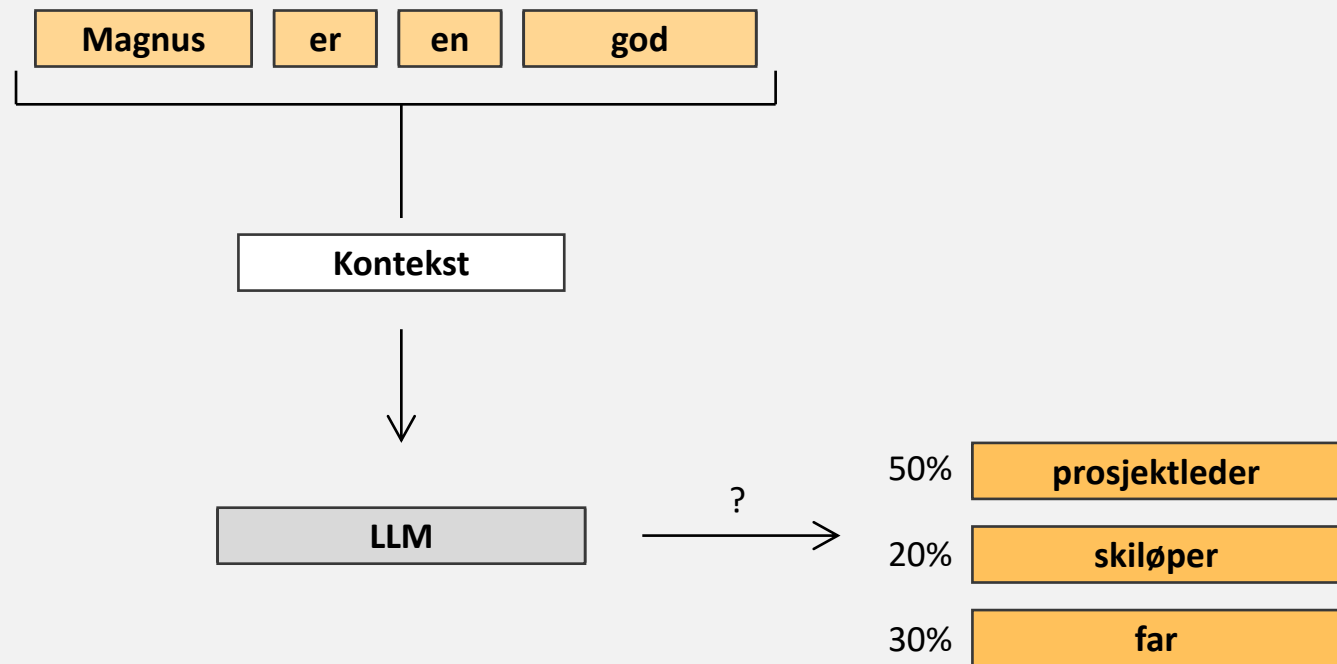 Magnus er en god
Kontekst
LLM
?
50% prosjektleder
20% skiløper
30% far